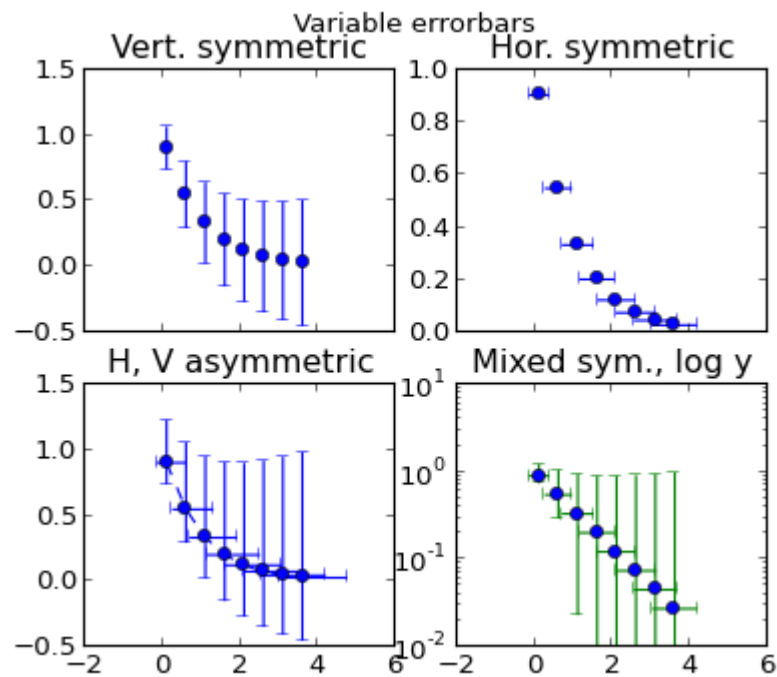 Variable errorbars
Vert. symmetric
Hor. symmetric
1.5
1.0
0.5
0.0
−0.5
1.0
0.8
0.6
0.4
0.2
0.0
H, V asymmetric
Mixed sym., log y
1.5
1.0
0.5
0.0
−0.5
−2 0 2 4 6
10^1
10^0
10^-1
10^-2
−2 0 2 4 6